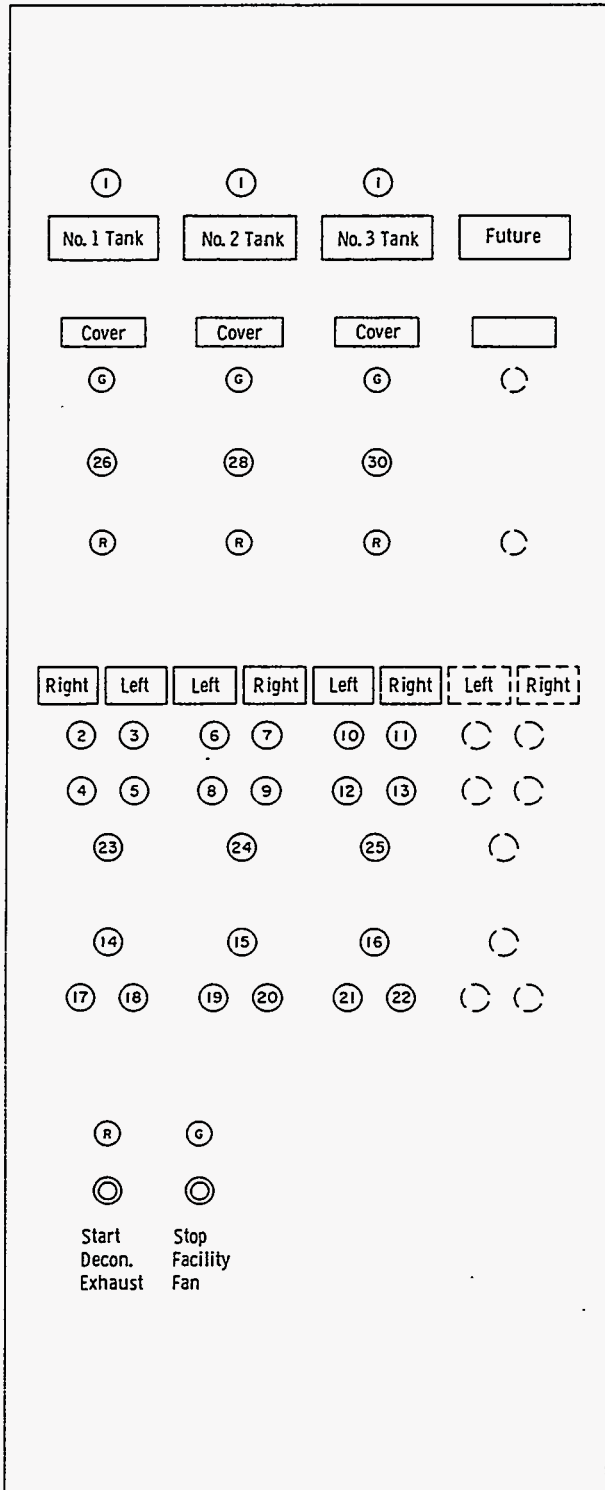 I I I
No. 1 Tank No. 2 Tank No. 3 Tank Future
Cover Cover Cover
G G G
26 28 30
R R R
Right Left Left Right Left Right Left Right
2 3 6 7 10 11
4 5 8 9 12 13
23 24 25
14 15 16
17 18 19 20 21 22
R G
Start Stop
Decon. Facility
Exhaust Fan